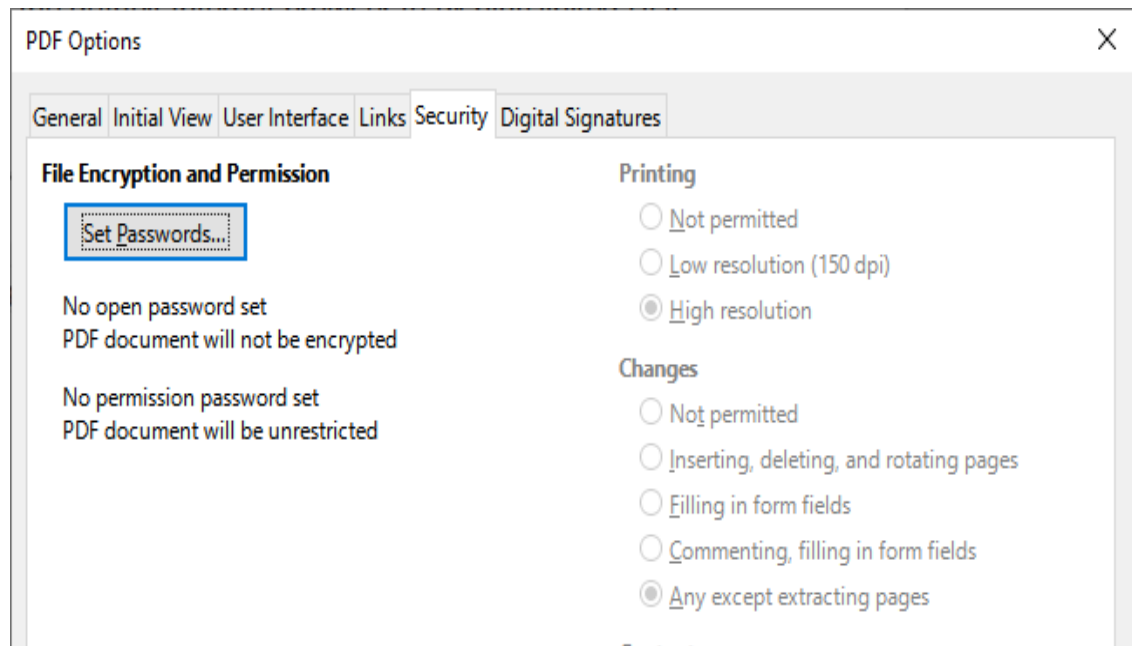 PDF Options
General Initial View User Interface Links Security Digital Signatures
File Encryption and Permission
Set Passwords...
No open password set
PDF document will not be encrypted
No permission password set
PDF document will be unrestricted
Printing
Not permitted
Low resolution (150 dpi)
High resolution
Changes
Not permitted
Inserting, deleting, and rotating pages
Filling in form fields
Commenting, filling in form fields
Any except extracting pages